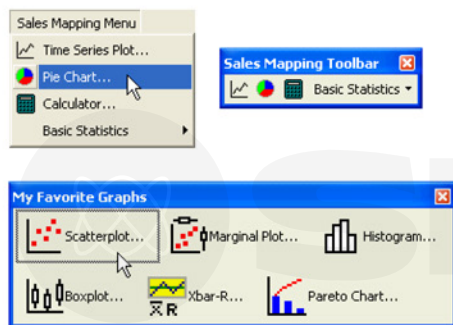 Sales Mapping Menu
Time Series Plot...
Pie Chart...
Calculator...
Basic Statistics
Sales Mapping Toolbar
Basic Statistics
My Favorite Graphs
Scatterplot...
Marginal Plot...
Histogram...
Boxplot...
X R
Xbar-R...
Pareto Chart...